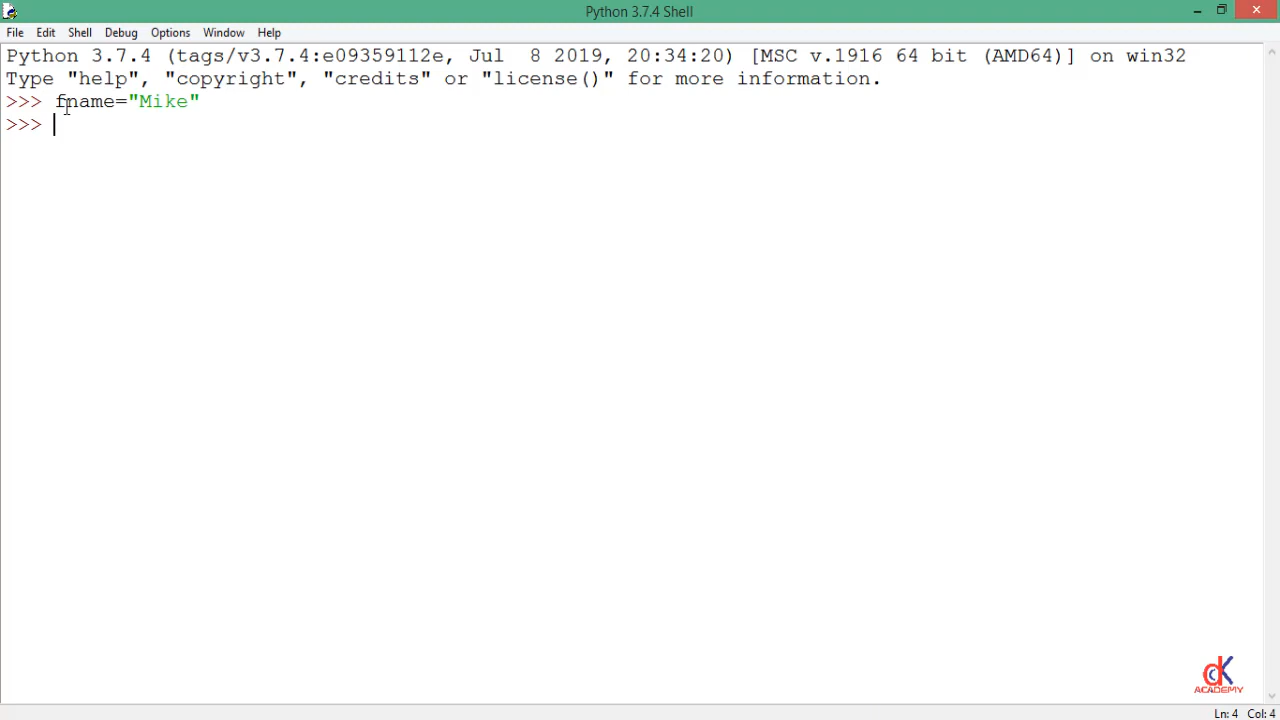 Python 3.7.4 Shell
File Edit Shell Debug Options Window Help
Python 3.7.4 (tags/v3.7.4:e09359112e, Jul  8 2019, 20:34:20) [MSC v.1916 64 bit (AMD64)] on win32
Type "help", "copyright", "credits" or "license()" for more information.
>>> fname="Mike"
>>>
dK
ACADEMY
Ln: 4 Col: 4